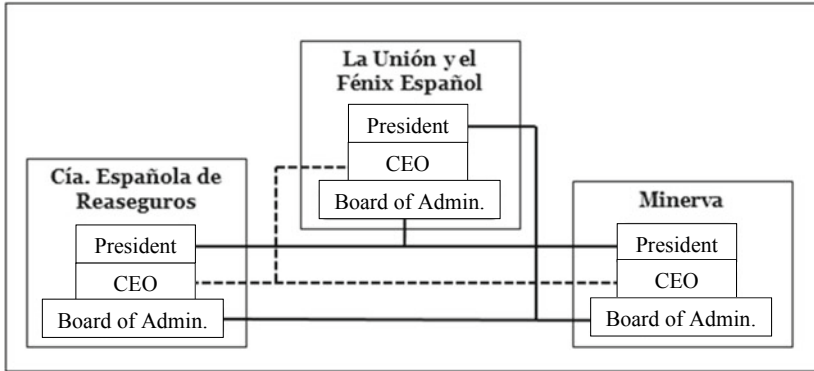 La Unión y el
Fénix Español
President
CEO
Board of Admin.
Cía. Española de
Reaseguros
President
CEO
Board of Admin.
Minerva
President
CEO
Board of Admin.